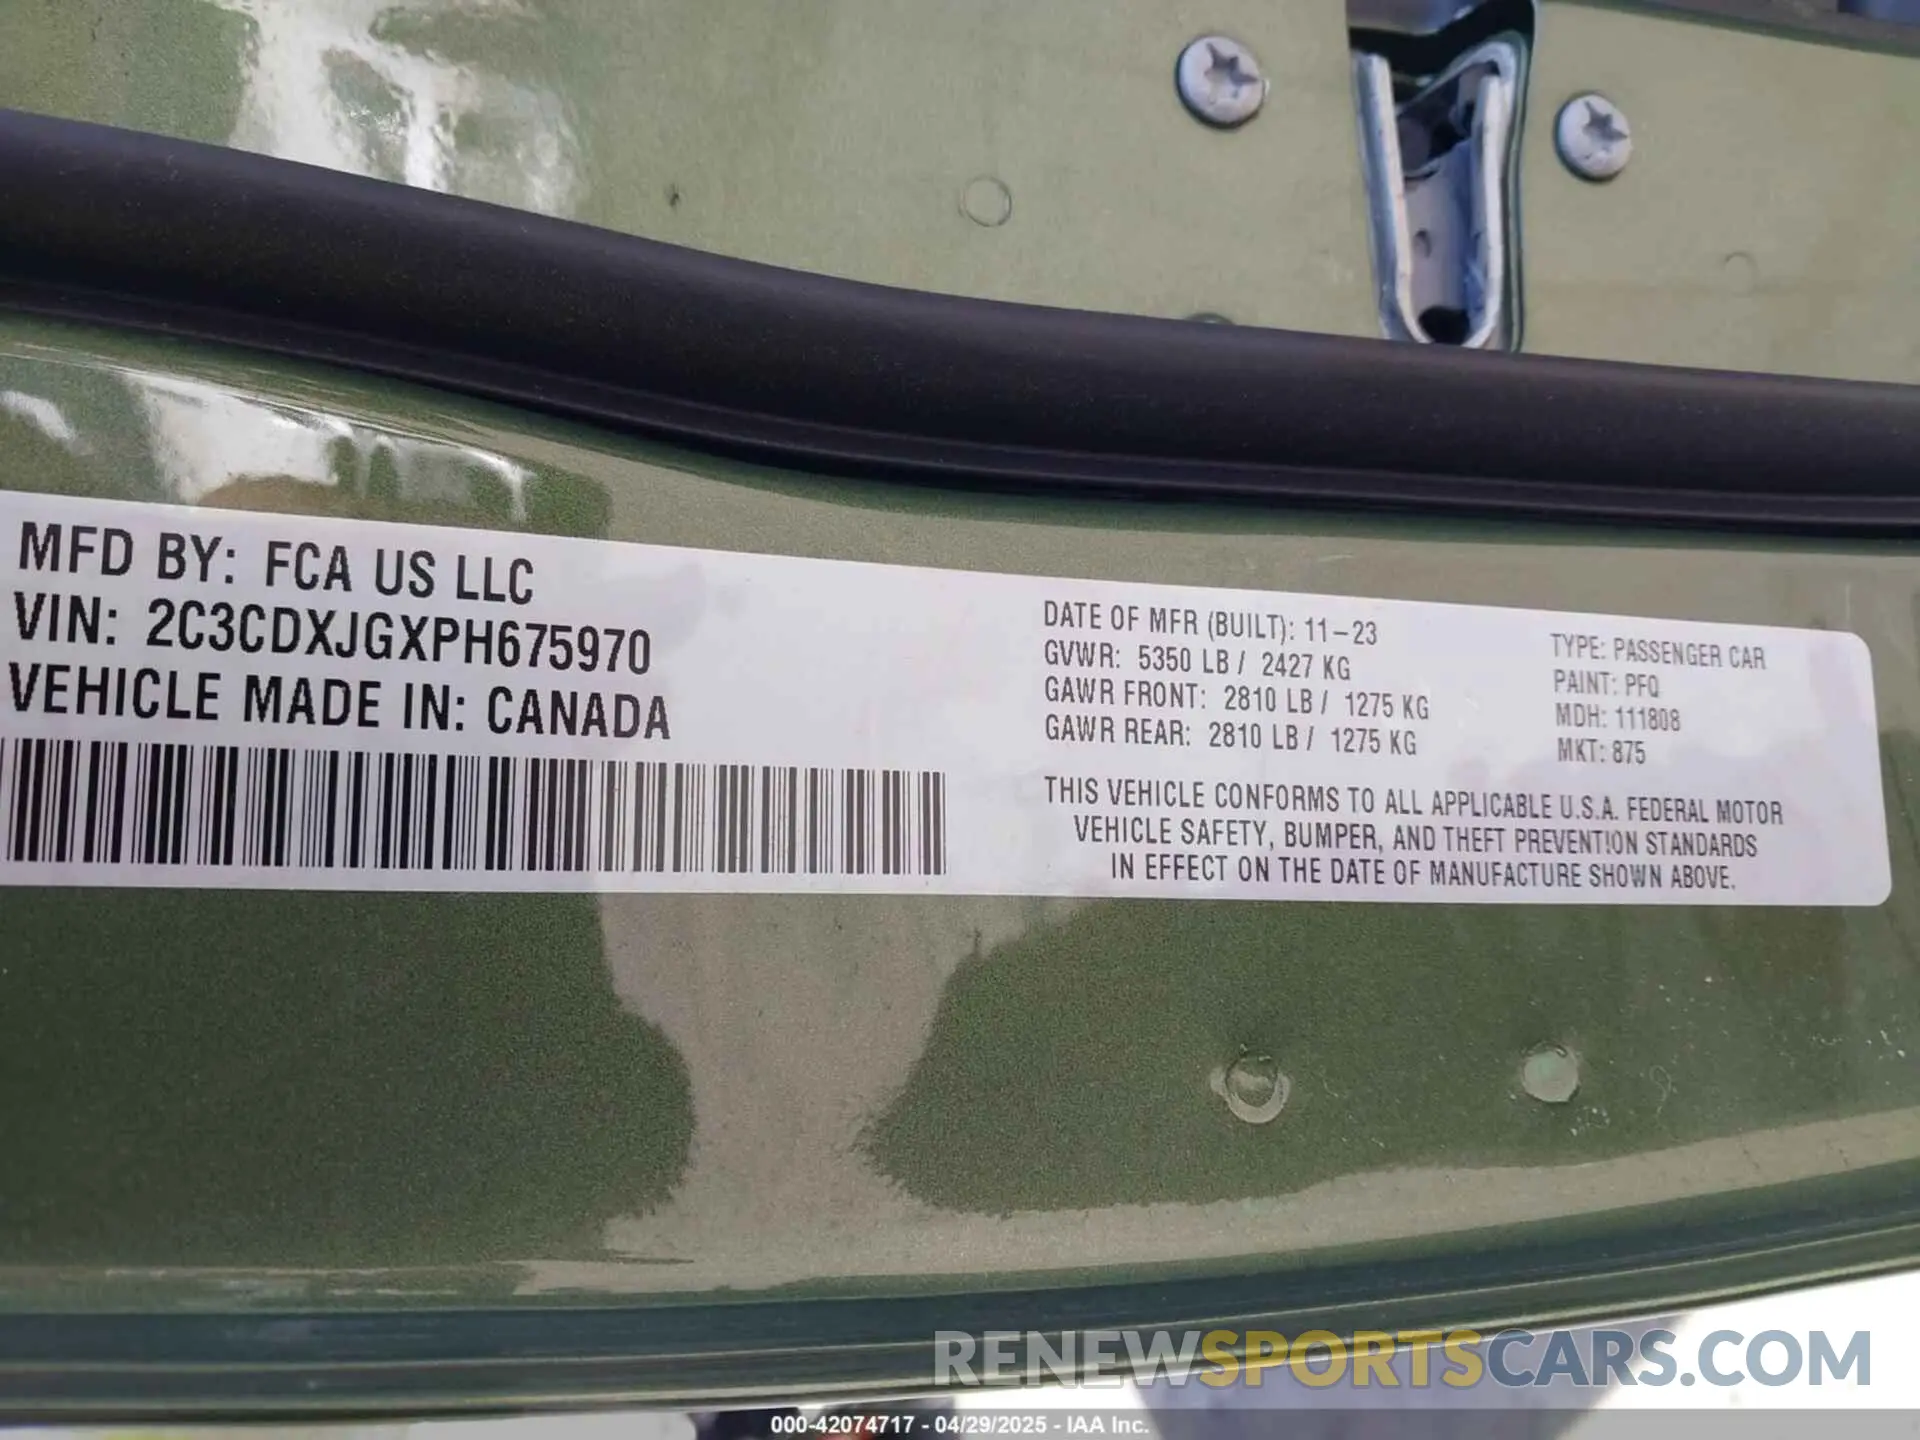 MFD BY: FCA US LLC
VIN: 2C3CDXJGXPH675970
VEHICLE MADE IN: CANADA
DATE OF MFR (BUILT): 11-23
GVWR: 5350 LB / 2427 KG
GAWR FRONT: 2810 LB / 1275 KG
GAWR REAR: 2810 LB / 1275 KG
TYPE: PASSENGER CAR
PAINT: PFQ
MDH: 111808
MKT: 875
THIS VEHICLE CONFORMS TO ALL APPLICABLE U.S.A. FEDERAL MOTOR
VEHICLE SAFETY, BUMPER, AND THEFT PREVENTION STANDARDS
IN EFFECT ON THE DATE OF MANUFACTURE SHOWN ABOVE.
RENEWSPORTSCARS.COM
000-42074717 - 04/29/2025 - IAA Inc.